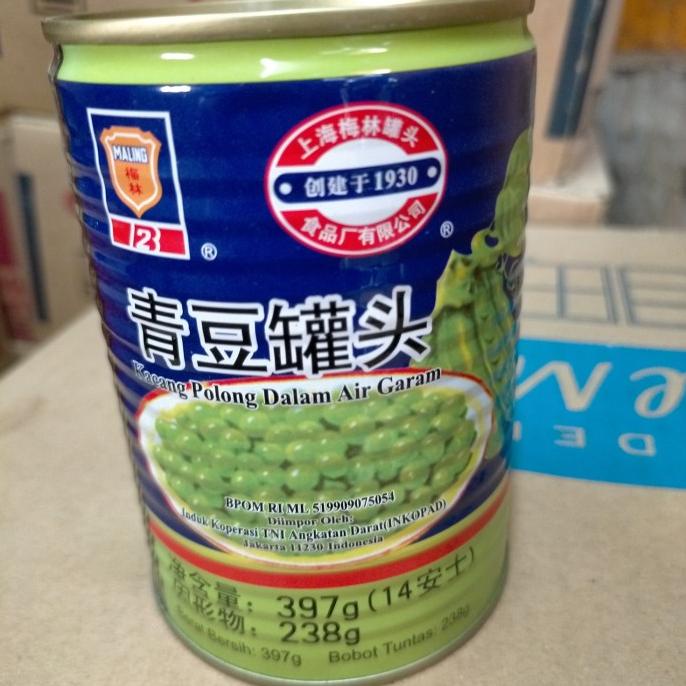 MALING
梅
林
B2
®
上海梅林罐头
创建于1930
食品厂有限公司
®
青豆罐头
Kacang Polong Dalam Air Garam
BPOM RI ML 519909075054
Diimpor Oleh:
Induk Koperasi TNI Angkatan Darat(INKOPAD)
Jakarta 11230 Indonesia
净含量: 397g(14安士)
固形物: 238g
Berat Bersih: 397g Bobot Tuntas: 238g